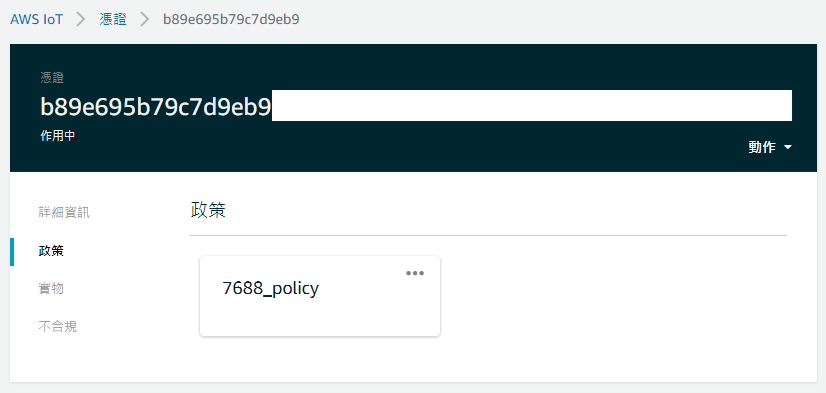 AWS IoT > 憑證 > b89e695b79c7d9eb9
憑證
b89e695b79c7d9eb9
作用中
動作
詳細資訊
政策
實物
不合規
政策
7688_policy
•••